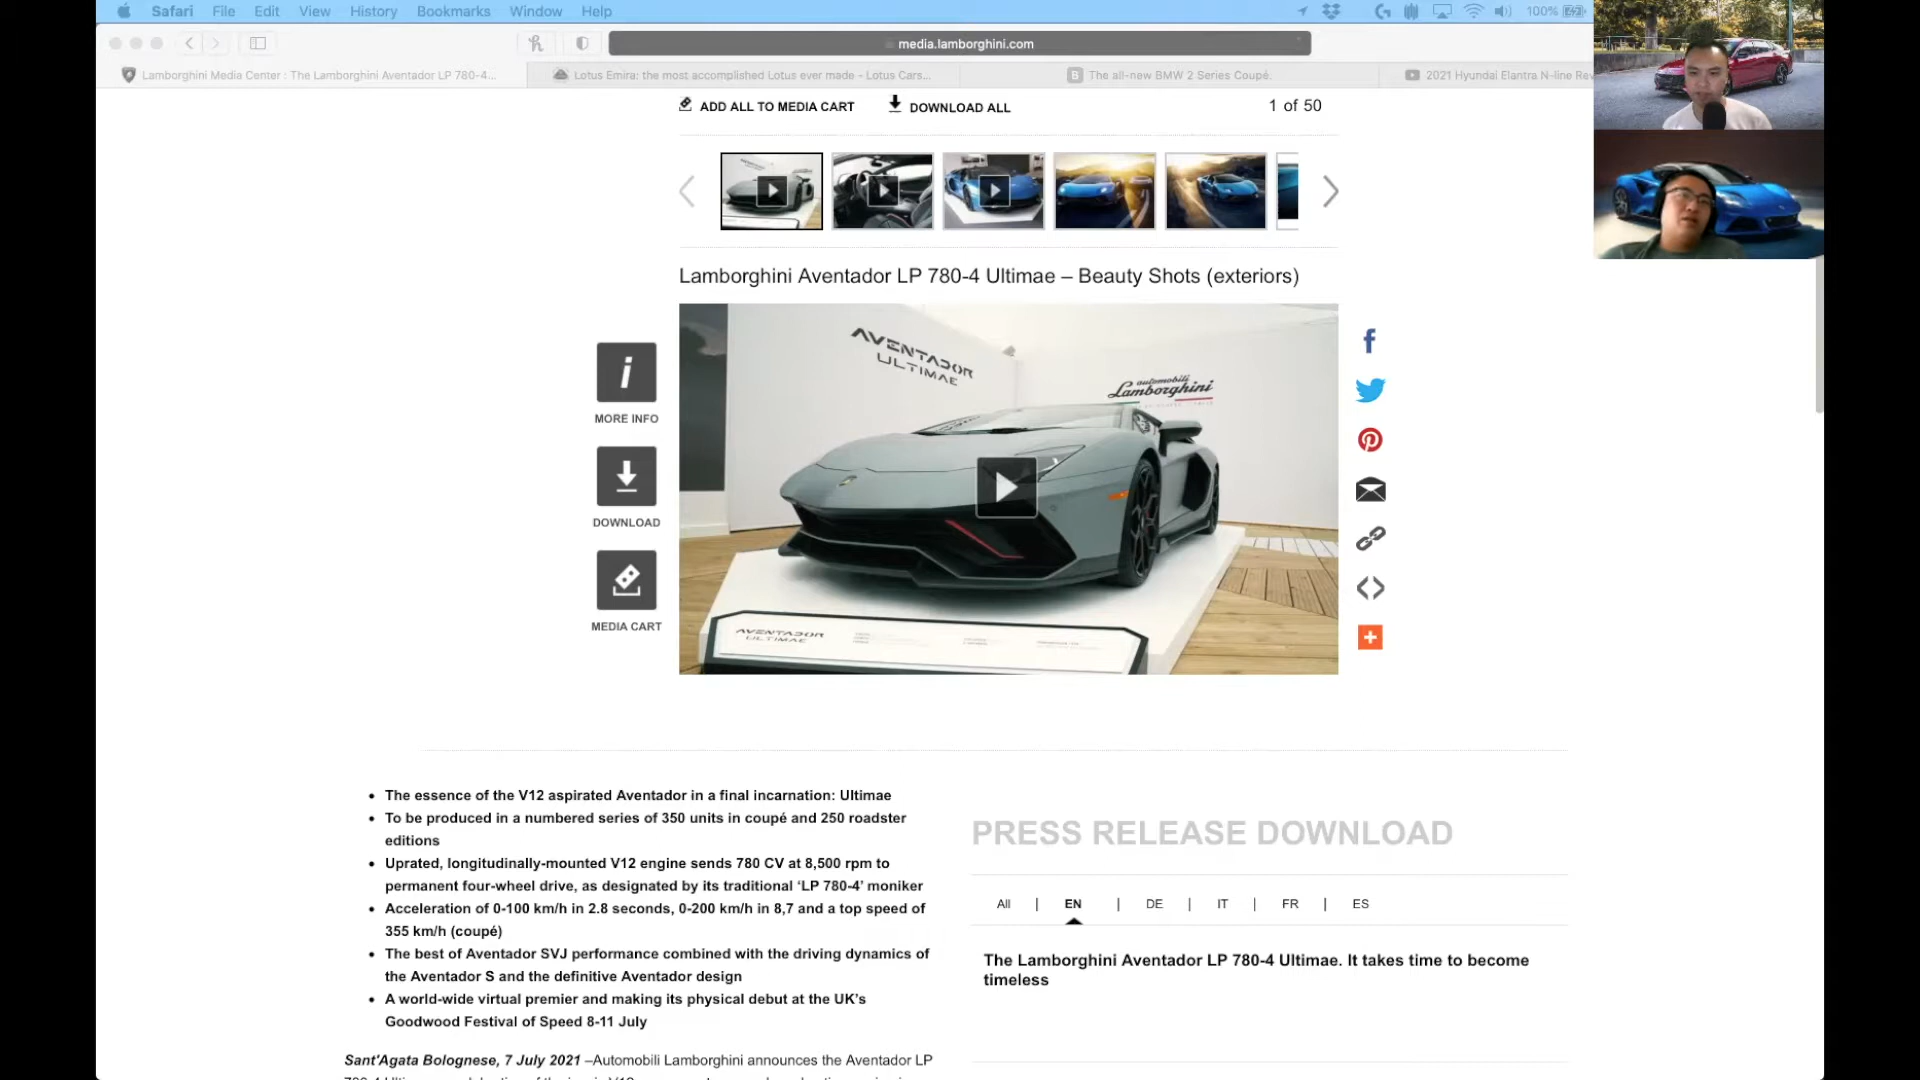 Safari File Edit View History Bookmarks Window Help 100%
media.lamborghini.com
Lamborghini Media Center : The Lamborghini Aventador LP 780-4... Lotus Emira: the most accomplished Lotus ever made - Lotus Cars... The all-new BMW 2 Series Coupé. 2021 Hyundai Elantra N-line Rev
ADD ALL TO MEDIA CART DOWNLOAD ALL 1 of 50
Lamborghini Aventador LP 780-4 Ultimae – Beauty Shots (exteriors)
AVENTADOR
ULTIMAE
automobili
Lamborghini
MORE INFO
DOWNLOAD
MEDIA CART
AVENTADOR
ULTIMAE
• The essence of the V12 aspirated Aventador in a final incarnation: Ultimae
• To be produced in a numbered series of 350 units in coupé and 250 roadster
editions
• Uprated, longitudinally-mounted V12 engine sends 780 CV at 8,500 rpm to
permanent four-wheel drive, as designated by its traditional ‘LP 780-4’ moniker
• Acceleration of 0-100 km/h in 2.8 seconds, 0-200 km/h in 8,7 and a top speed of
355 km/h (coupé)
• The best of Aventador SVJ performance combined with the driving dynamics of
the Aventador S and the definitive Aventador design
• A world-wide virtual premier and making its physical debut at the UK’s
Goodwood Festival of Speed 8-11 July
Sant'Agata Bolognese, 7 July 2021 –Automobili Lamborghini announces the Aventador LP
PRESS RELEASE DOWNLOAD
All | EN | DE | IT | FR | ES
The Lamborghini Aventador LP 780-4 Ultimae. It takes time to become
timeless